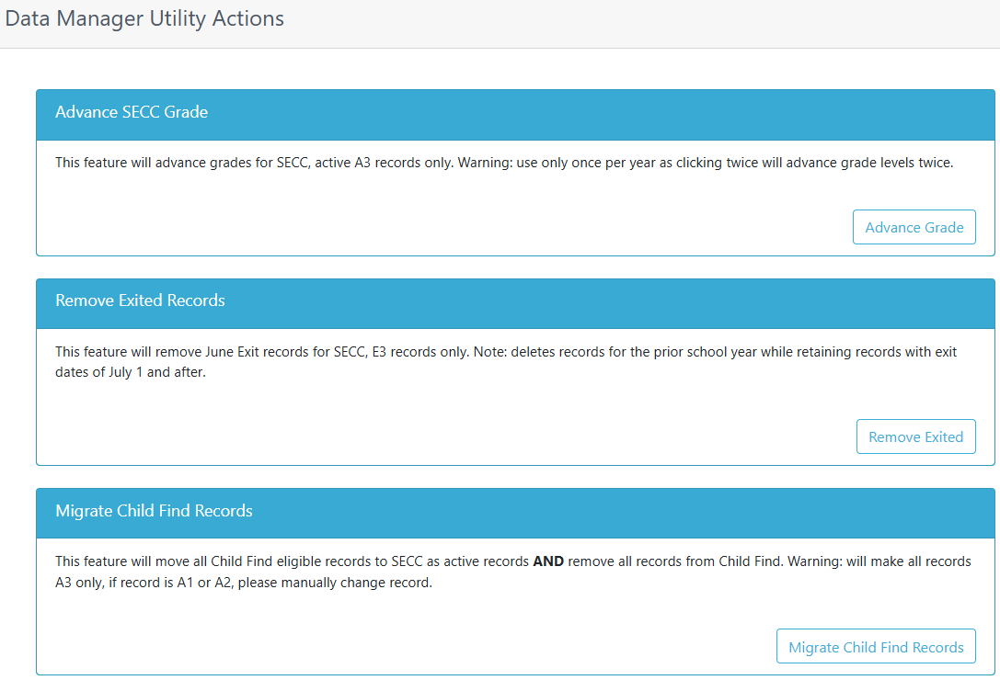 Data Manager Utility Actions
Advance SECC Grade
This feature will advance grades for SECC, active A3 records only. Warning: use only once per year as clicking twice will advance grade levels twice.
Advance Grade
Remove Exited Records
This feature will remove June Exit records for SECC, E3 records only. Note: deletes records for the prior school year while retaining records with exit
dates of July 1 and after.
Remove Exited
Migrate Child Find Records
This feature will move all Child Find eligible records to SECC as active records AND remove all records from Child Find. Warning: will make all records
A3 only, if record is A1 or A2, please manually change record.
Migrate Child Find Records